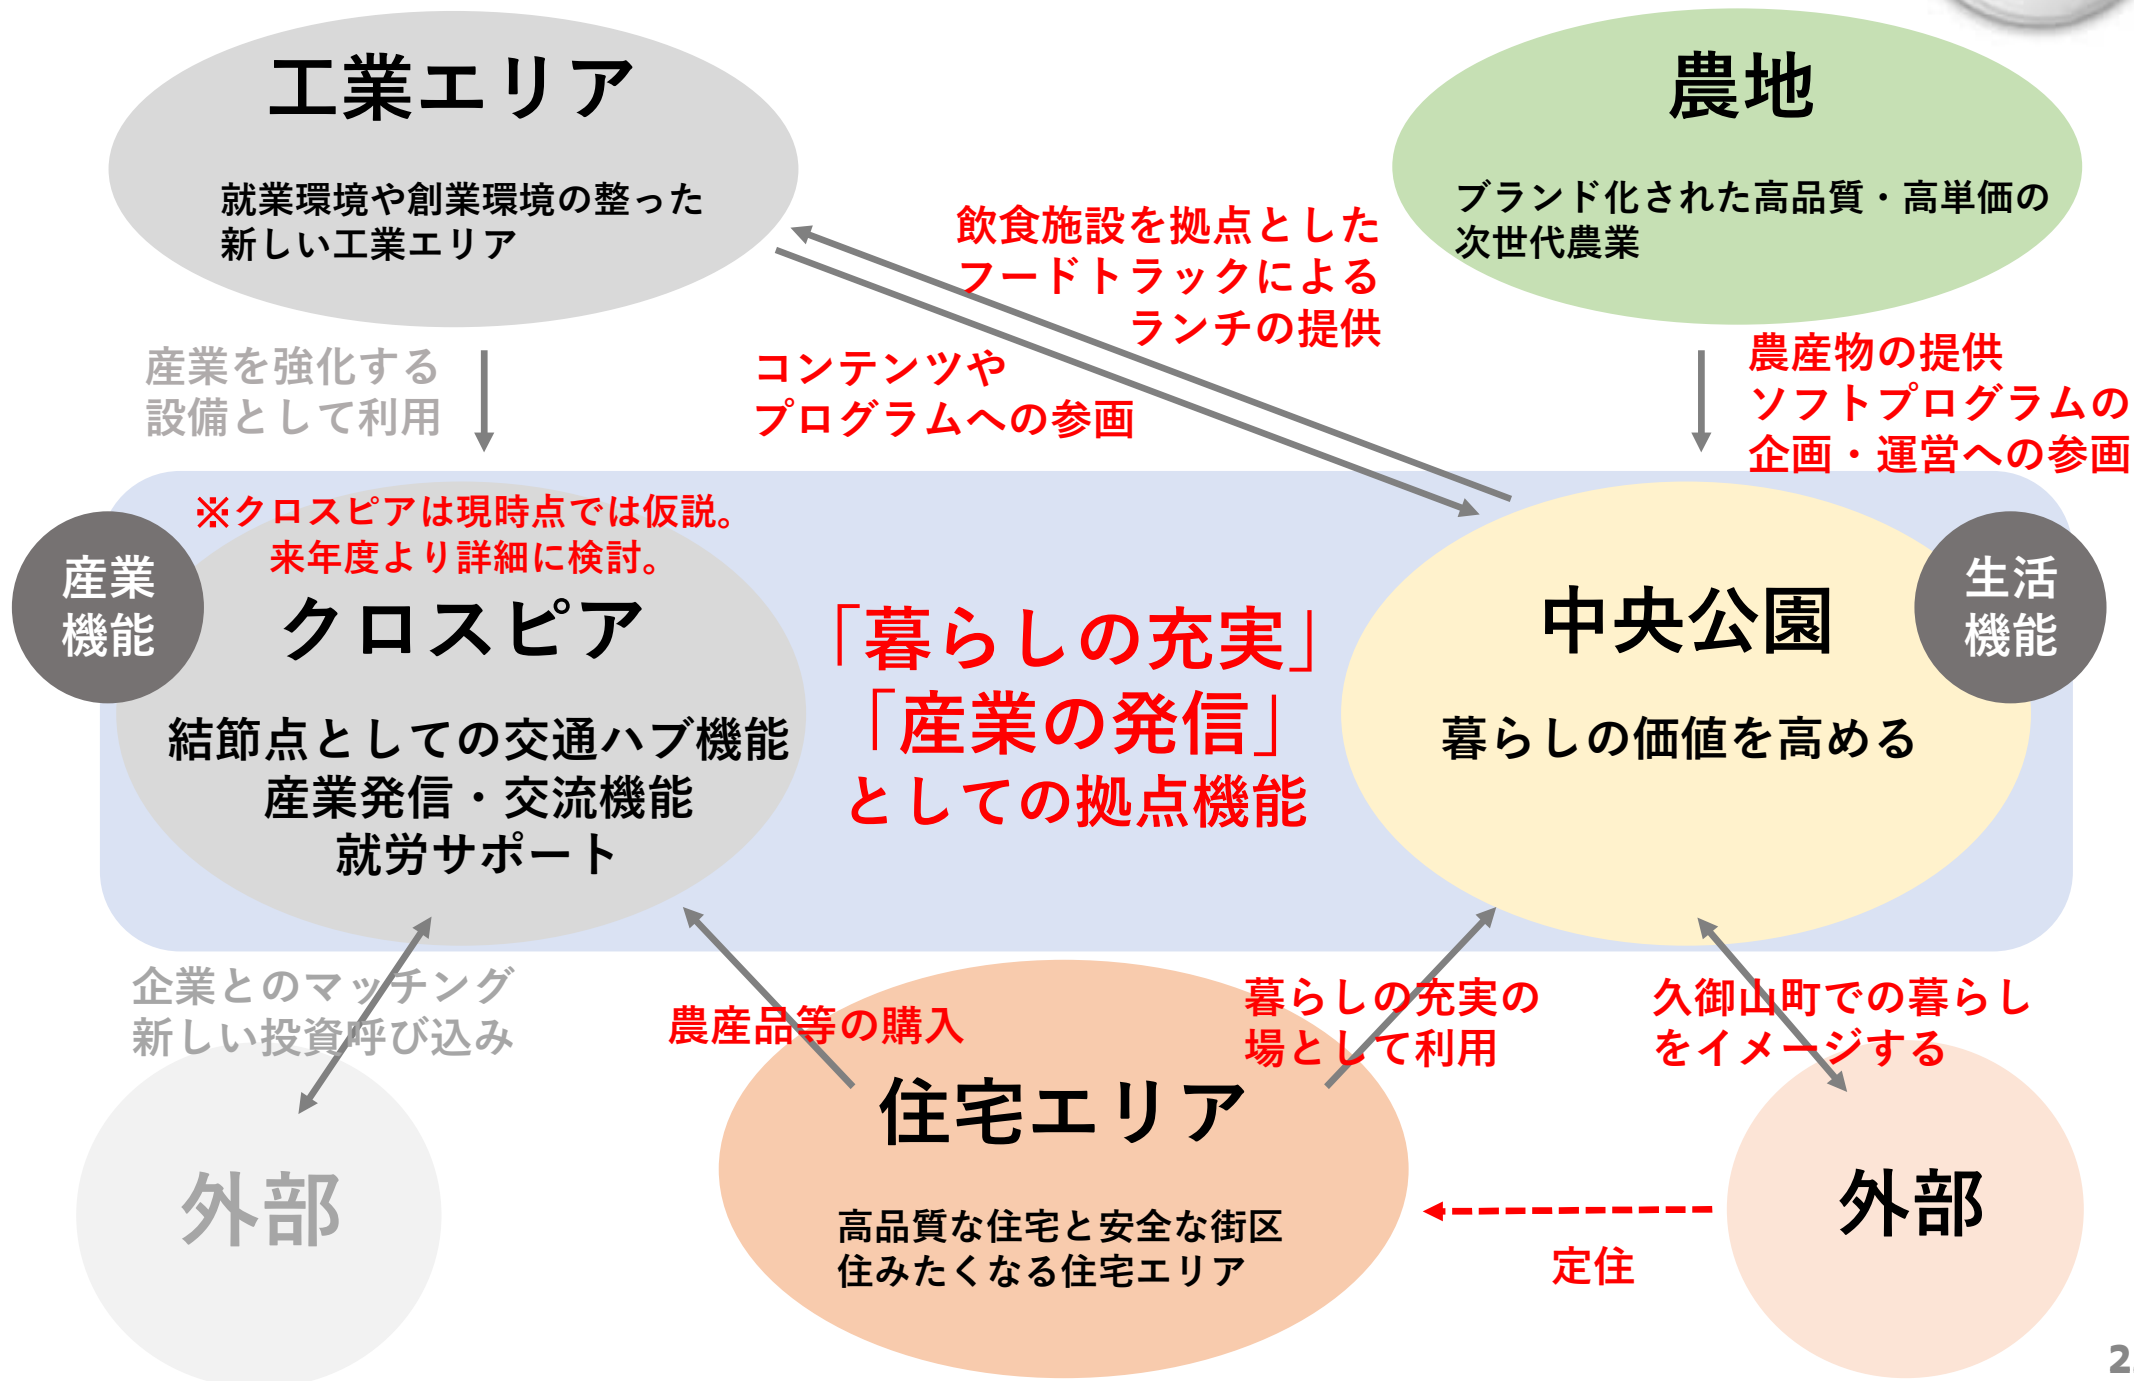 工業エリア
就業環境や創業環境の整った
新しい工業エリア
農地
ブランド化された高品質・高単価の
次世代農業
飲食施設を拠点とした
フードトラックによる
ランチの提供
産業を強化する
設備として利用
コンテンツや
プログラムへの参画
農産物の提供
ソフトプログラムの
企画・運営への参画
産業
機能
※クロスピアは現時点では仮説。
来年度より詳細に検討。
クロスピア
結節点としての交通ハブ機能
産業発信・交流機能
就労サポート
「暮らしの充実」
「産業の発信」
としての拠点機能
中央公園
暮らしの価値を高める
生活
機能
企業とのマッチング
新しい投資呼び込み
農産品等の購入
暮らしの充実の
場として利用
久御山町での暮らし
をイメージする
外部
住宅エリア
高品質な住宅と安全な街区
住みたくなる住宅エリア
定住
外部